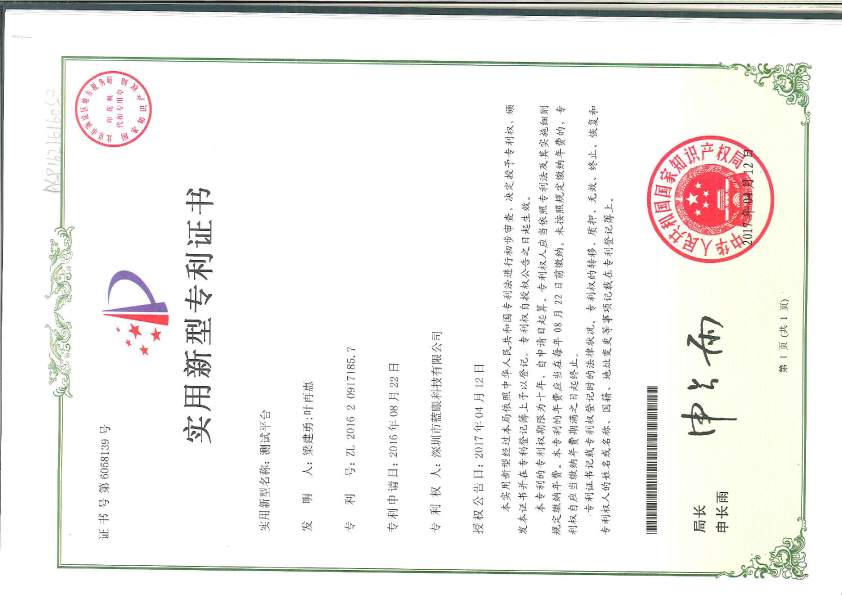 证书号第6058139号
实用新型专利证书
实用新型名称：测试平台
发 明 人：梁建勇;叶再惠
专 利 号：ZL 2016 2 0917185.7
专利申请日：2016年08月22日
专 利 权 人：深圳市蓝眼科技有限公司
授权公告日：2017年04月12日
本实用新型经过本局依照中华人民共和国专利法进行初步审查，决定授予专利权，颁
发本证书并在专利登记簿上予以登记。专利权自授权公告之日起生效。
本专利的专利权期限为十年，自申请日起算。专利权人应当依照专利法及其实施细则
规定缴纳年费。本专利的年费应当在每年08月22日前缴纳。未按照规定缴纳年费的，专
利权自应当缴纳年费期满之日起终止。
专利证书记载专利权登记时的法律状况。专利权的转移、质押、无效、终止、恢复和
专利权人的姓名或名称、国籍、地址变更等事项记载在专利登记簿上。
局长
申长雨
申长雨
中华人民共和国国家知识产权局
2017年04月12日
第1页(共1页)